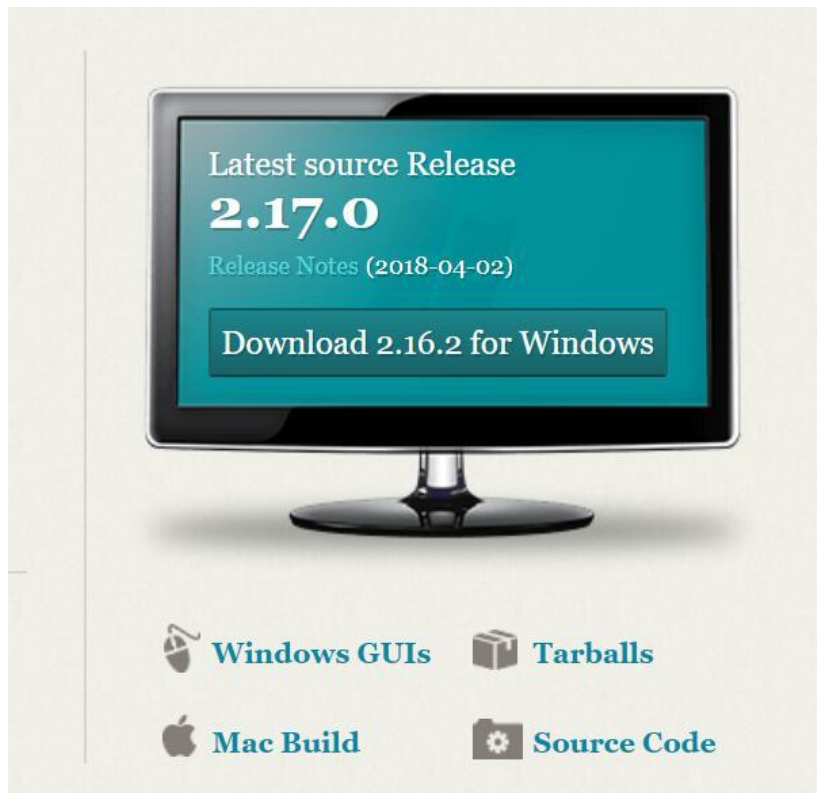 Latest source Release
2.17.0
Release Notes (2018-04-02)
Download 2.16.2 for Windows
Windows GUIs
Tarballs
Mac Build
Source Code